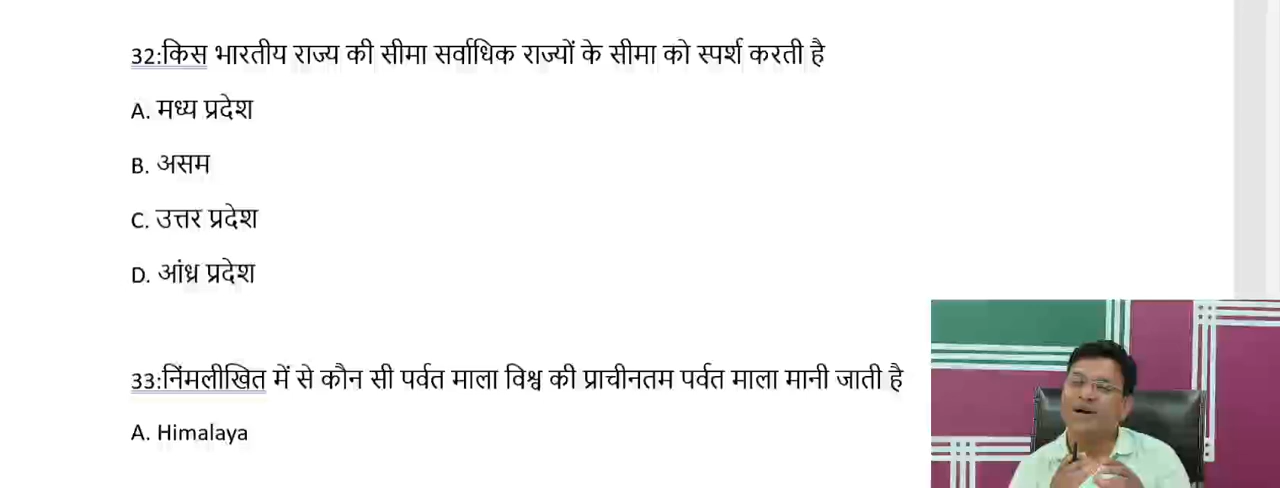 32:किस भारतीय राज्य की सीमा सर्वाधिक राज्यों के सीमा को स्पर्श करती है
A. मध्य प्रदेश
B. असम
C. उत्तर प्रदेश
D. आंध्र प्रदेश
33:निंमलीखित में से कौन सी पर्वत माला विश्व की प्राचीनतम पर्वत माला मानी जाती है
A. Himalaya